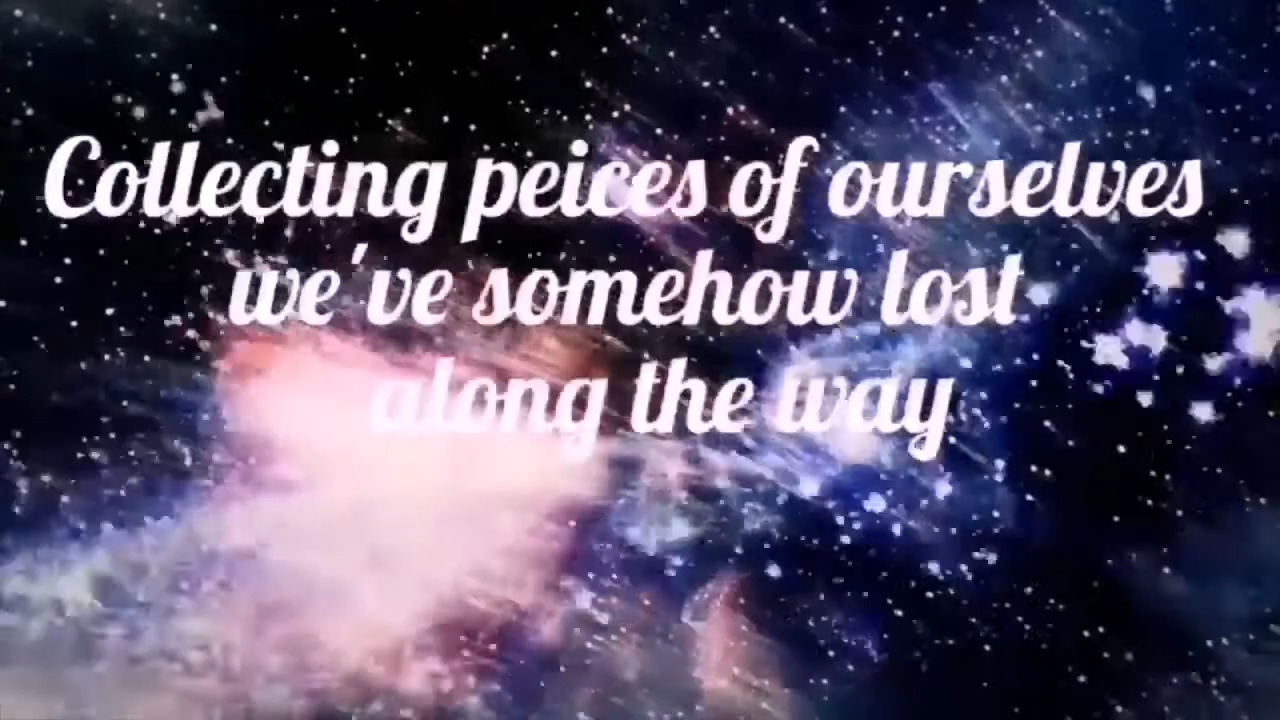 Collecting peices of ourselves
we've somehow lost
along the way